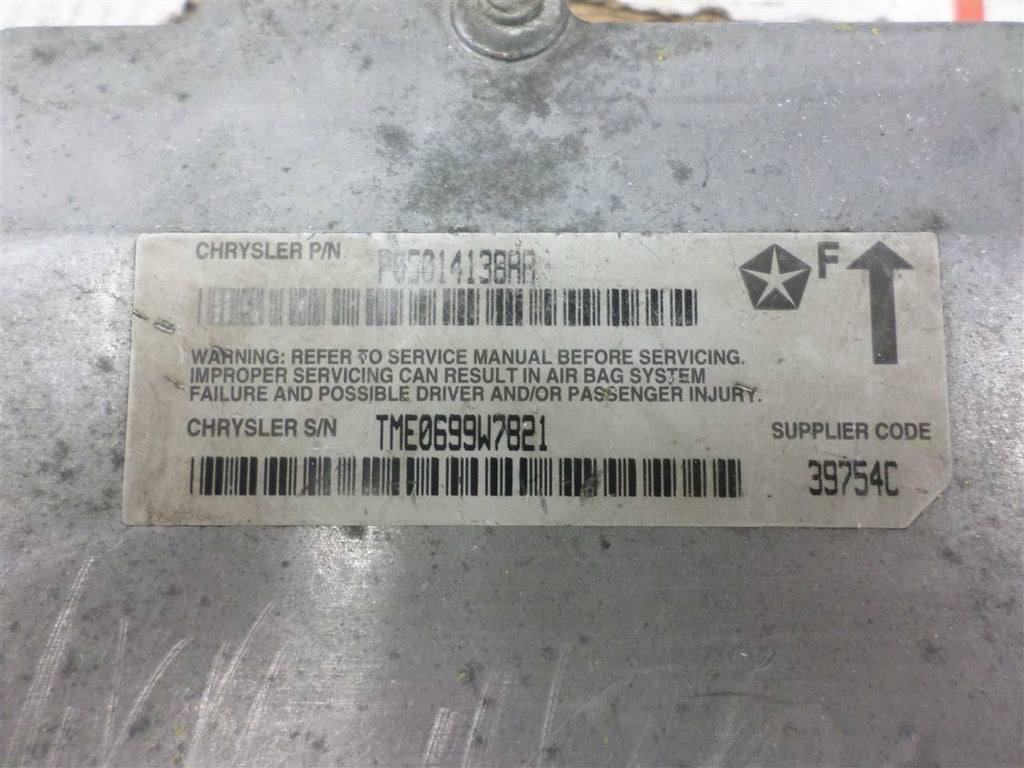 CHRYSLER P/N P05014138AA
F
WARNING: REFER TO SERVICE MANUAL BEFORE SERVICING.
IMPROPER SERVICING CAN RESULT IN AIR BAG SYSTEM
FAILURE AND POSSIBLE DRIVER AND/OR PASSENGER INJURY.
CHRYSLER S/N TME0699W7821
SUPPLIER CODE
39754C